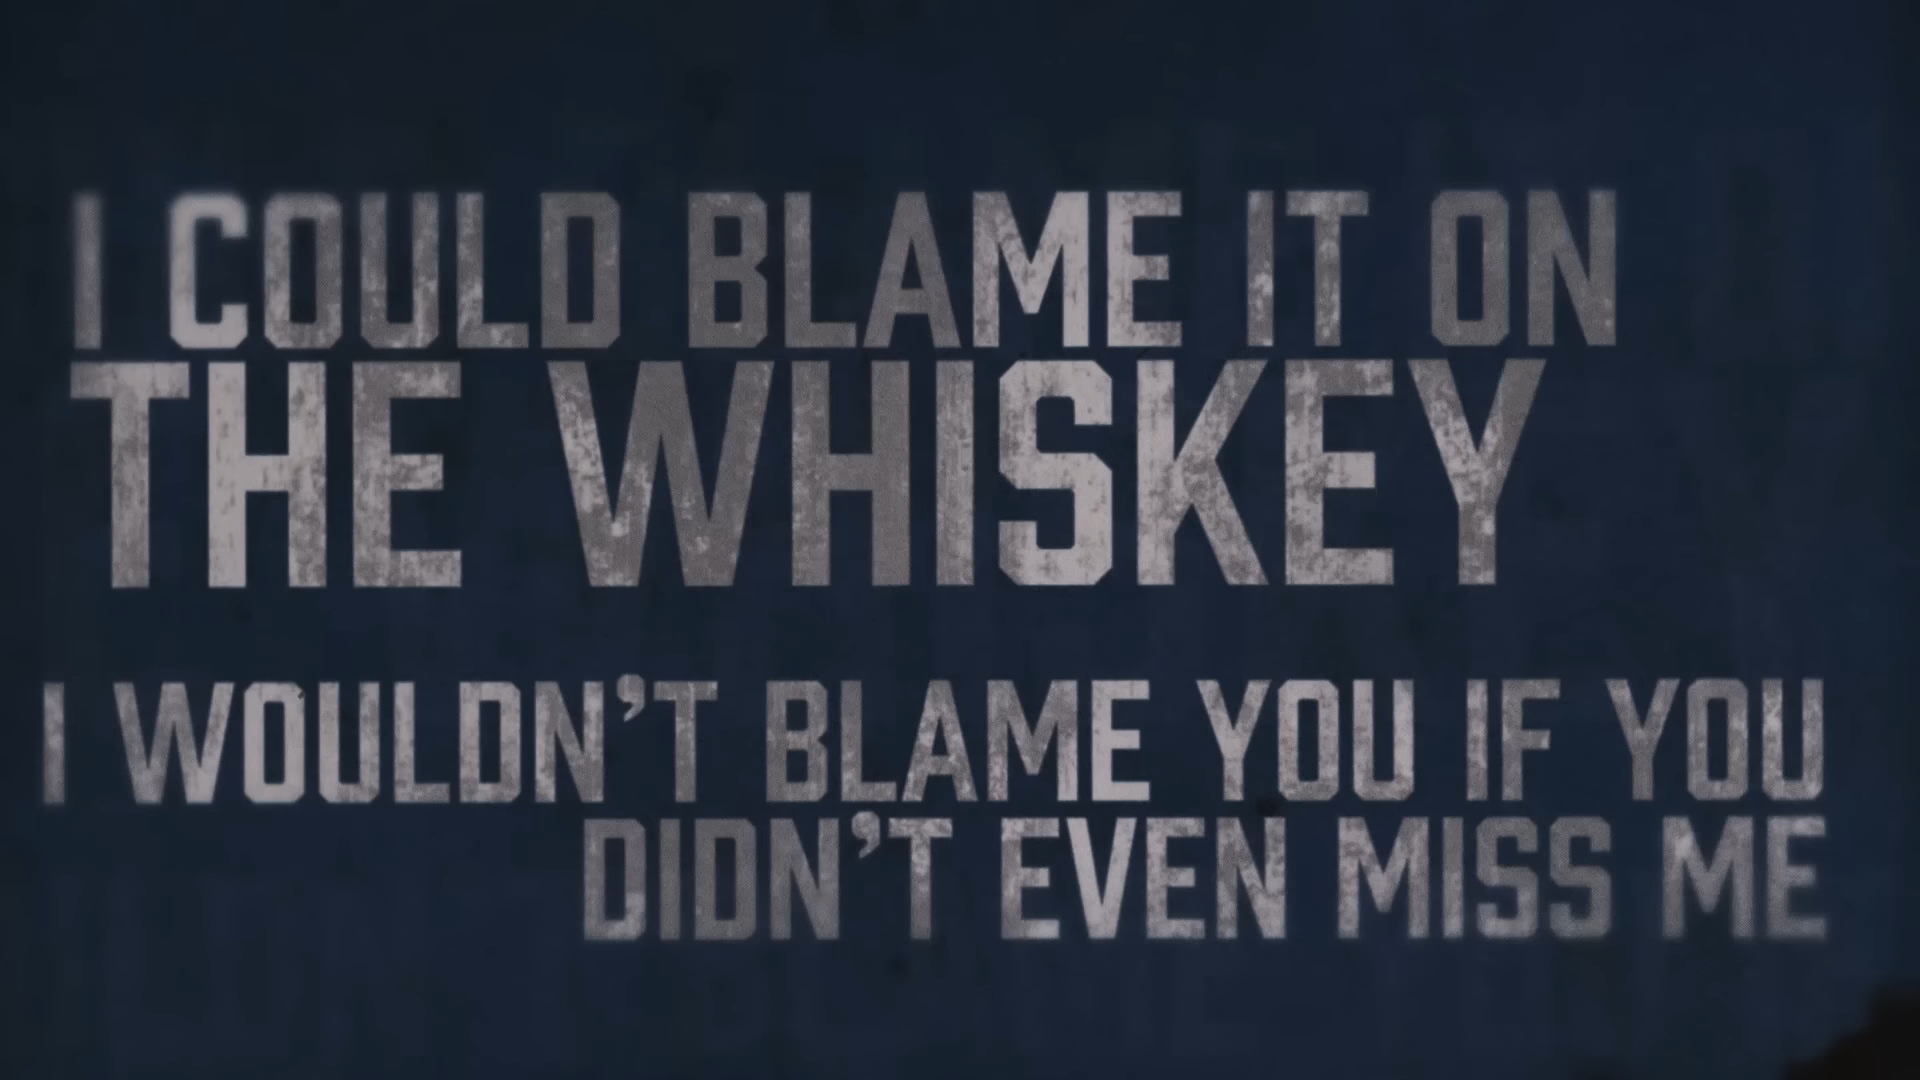 I COULD BLAME IT ON
THE WHISKEY
I WOULDN'T BLAME YOU IF YOU
DIDN'T EVEN MISS ME